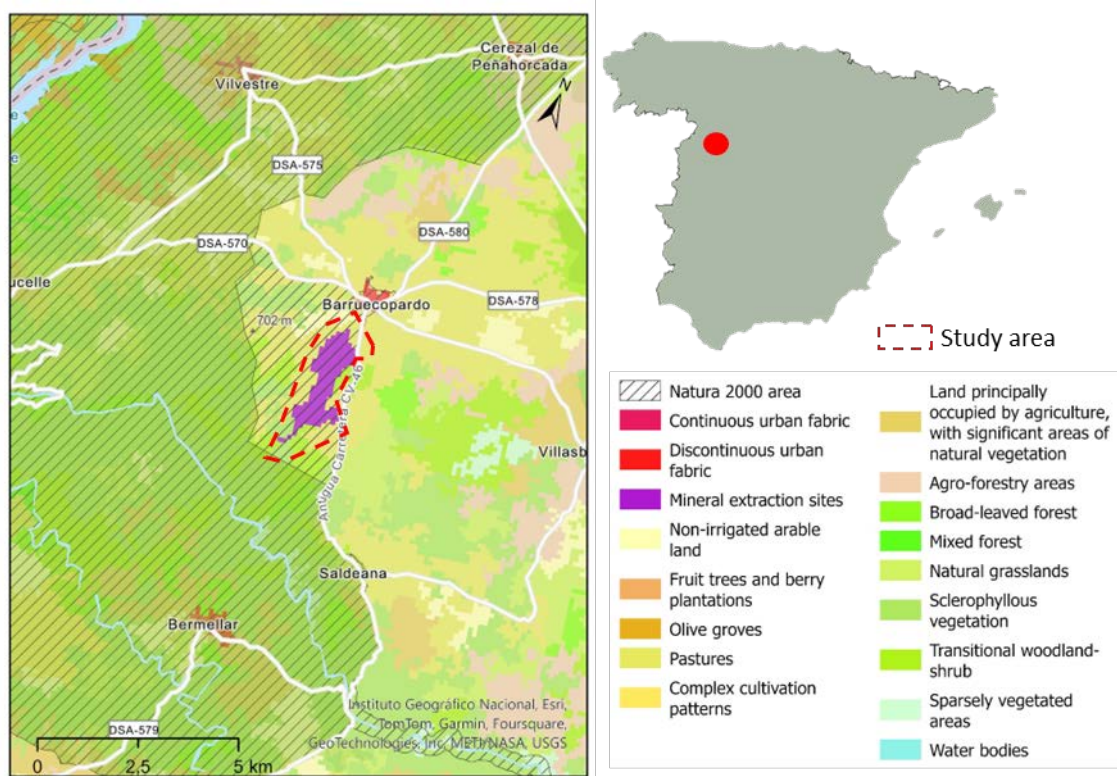 Cerezal de
Peñahorcada
Vilvestre
N
e
e
DSA-575
DSA-580
DSA-570
ucelle
DSA-578
Barruecopardo
702 m
Antigua Carretera CV-46
Villasb
Saldeana
Bermellar
Instituto Geográfico Nacional, Esri,
TomTom, Garmin, Foursquare,
GeoTechnologies, Inc, METI/NASA, USGS
DSA-579
0 2,5 5 km
Study area
Natura 2000 area
Continuous urban fabric
Discontinuous urban
fabric
Mineral extraction sites
Non-irrigated arable
land
Fruit trees and berry
plantations
Olive groves
Pastures
Complex cultivation
patterns
Land principally
occupied by agriculture,
with significant areas of
natural vegetation
Agro-forestry areas
Broad-leaved forest
Mixed forest
Natural grasslands
Sclerophyllous
vegetation
Transitional woodland-
shrub
Sparsely vegetated
areas
Water bodies